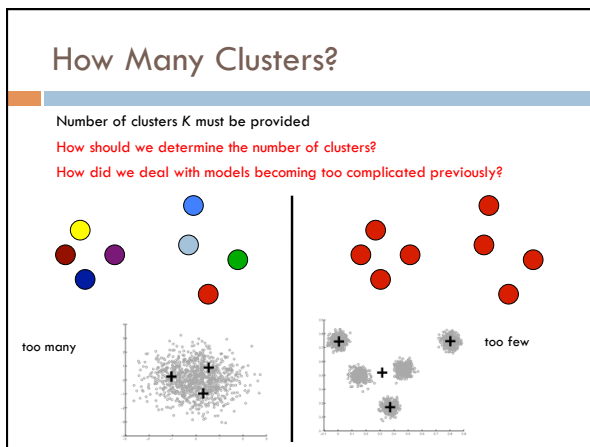 How Many Clusters?
Number of clusters K must be provided
How should we determine the number of clusters?
How did we deal with models becoming too complicated previously?
too many
too few